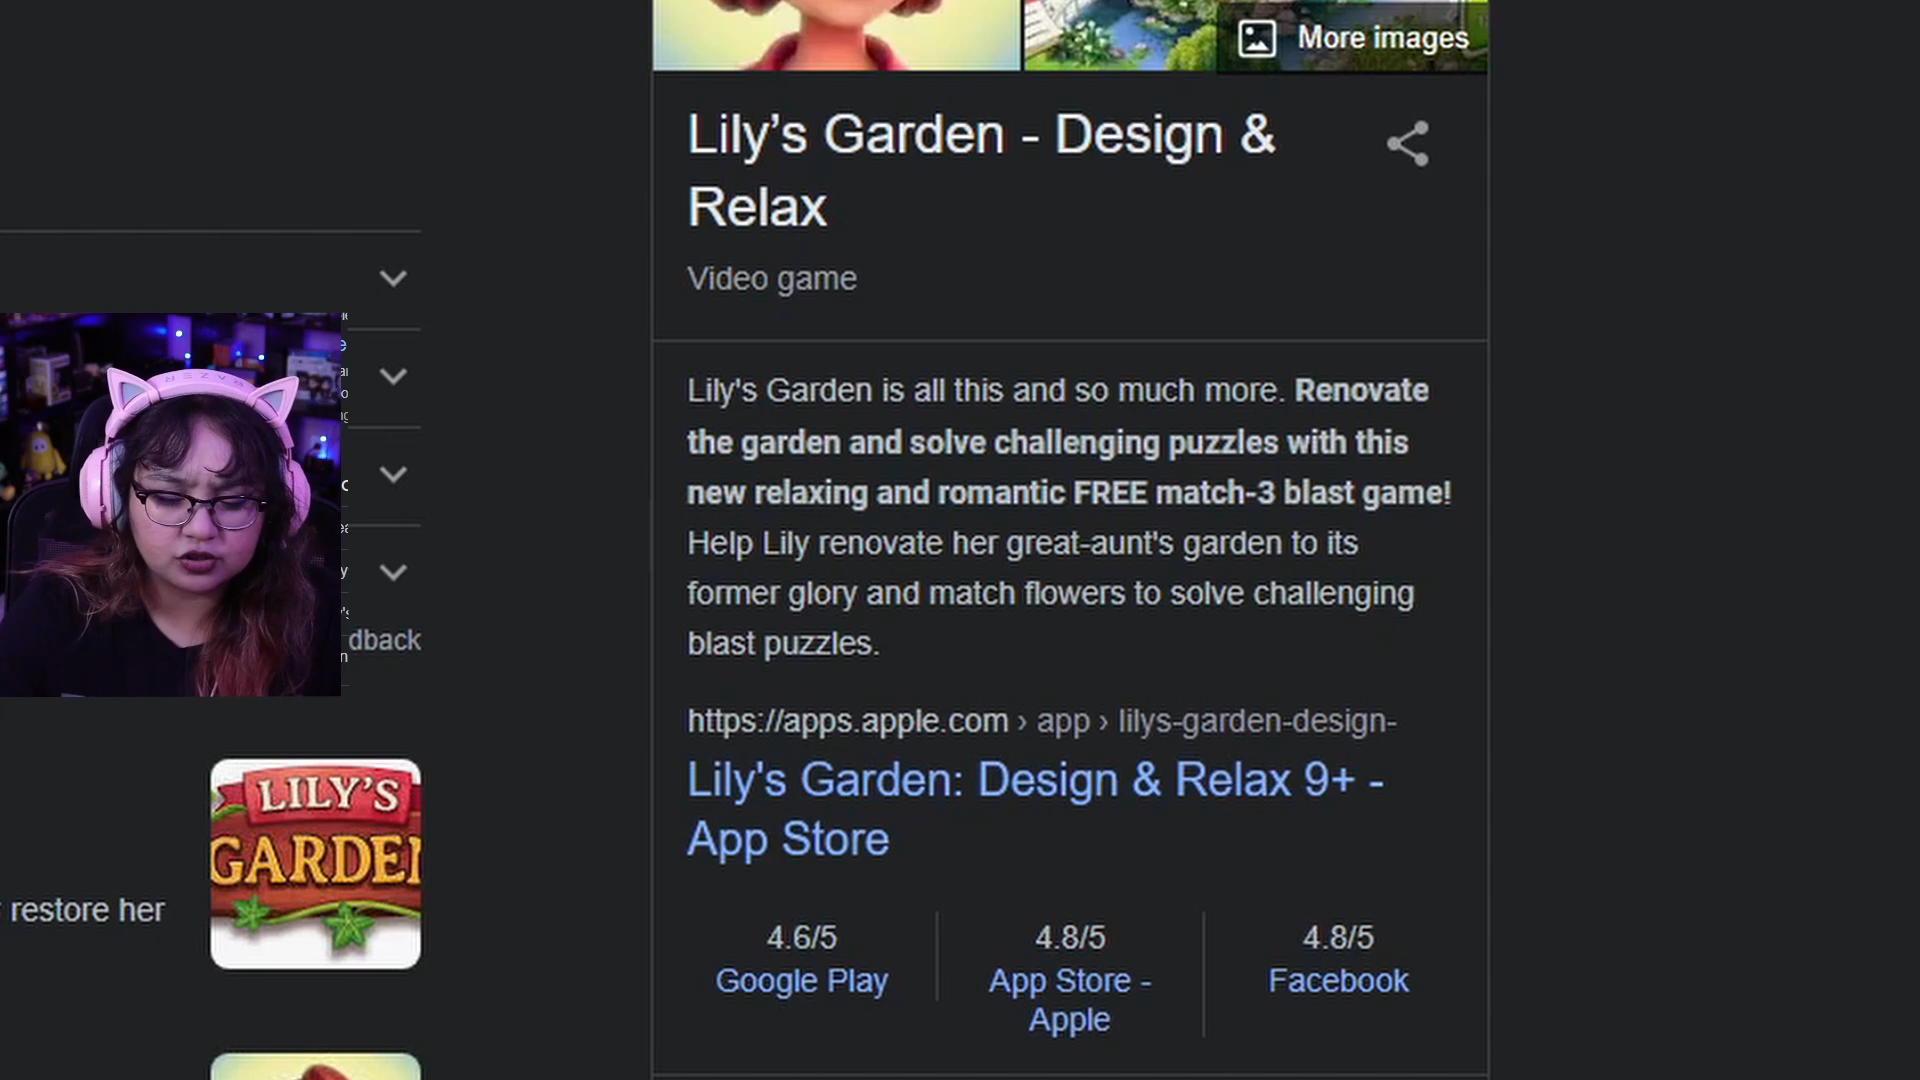 More images
Lily’s Garden - Design &
Relax
Video game
Lily's Garden is all this and so much more. Renovate
the garden and solve challenging puzzles with this
new relaxing and romantic FREE match-3 blast game!
Help Lily renovate her great-aunt's garden to its
former glory and match flowers to solve challenging
blast puzzles.
https://apps.apple.com › app › lilys-garden-design-
Lily's Garden: Design & Relax 9+ -
App Store
4.6/5
Google Play
4.8/5
App Store -
Apple
4.8/5
Facebook
RAZER
dback
LILY'S
GARDEN
restore her